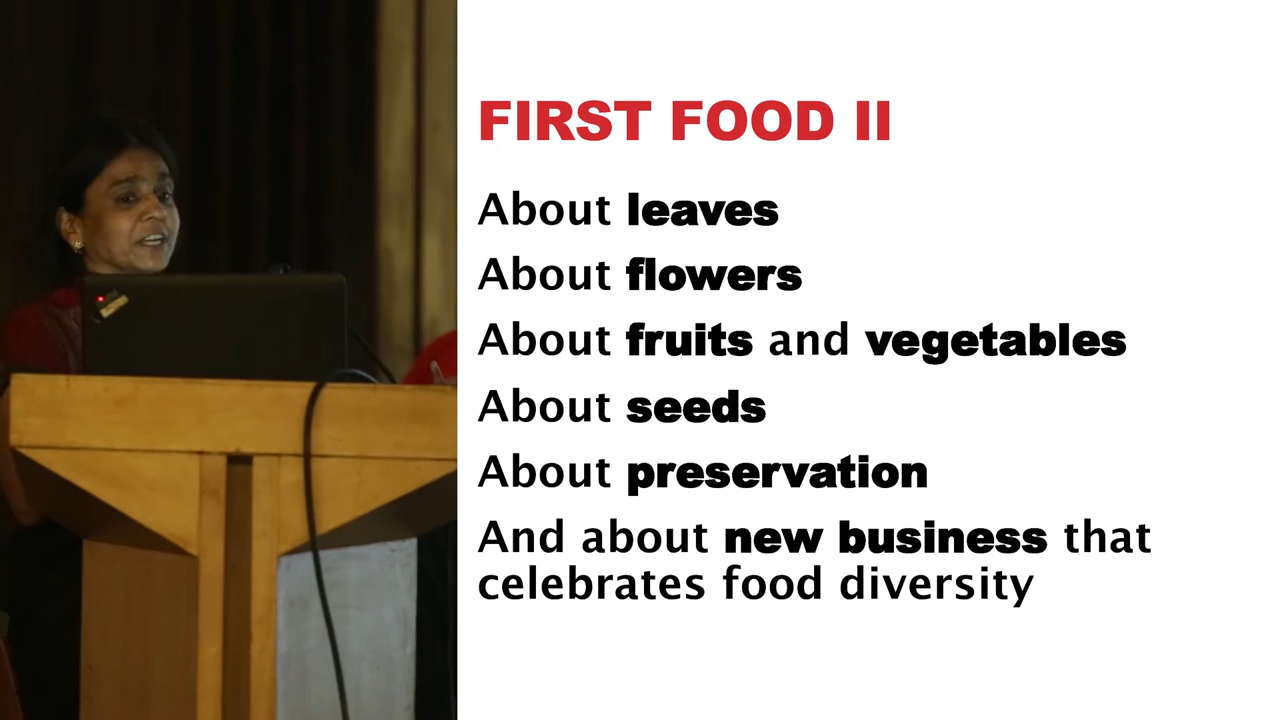 FIRST FOOD II
About leaves
About flowers
About fruits and vegetables
About seeds
About preservation
And about new business that
celebrates food diversity